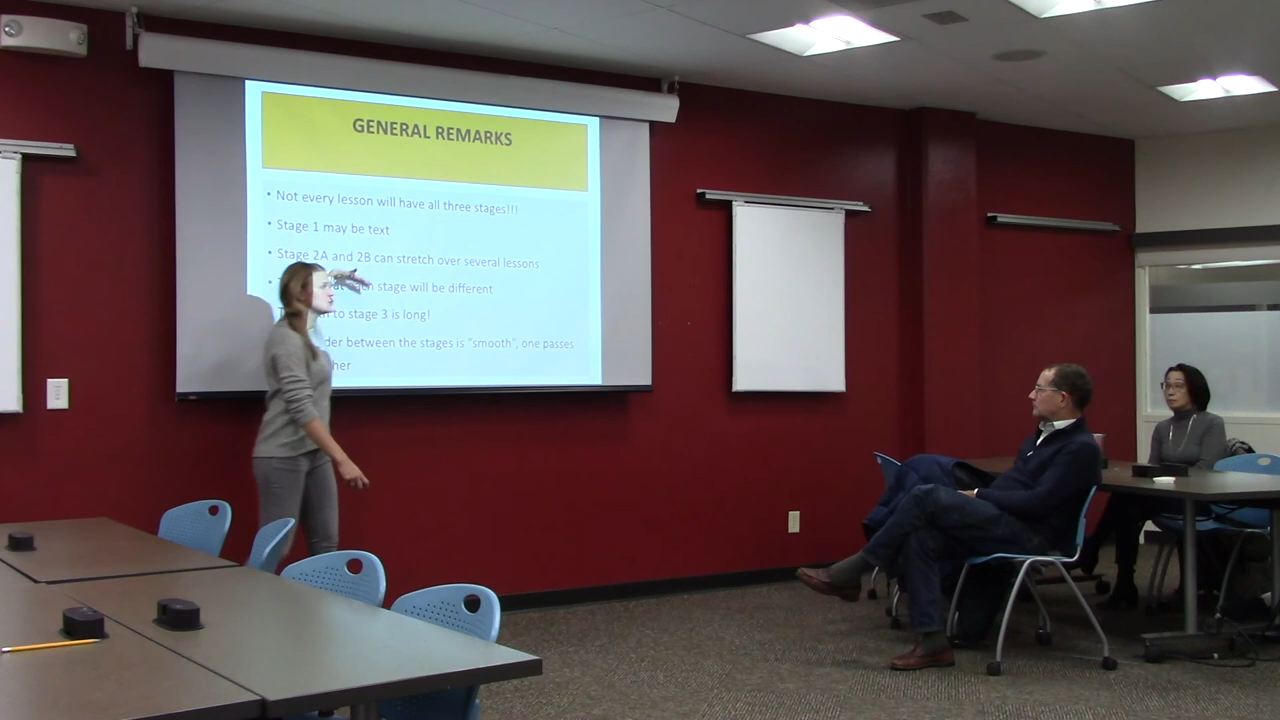 GENERAL REMARKS
• Not every lesson will have all three stages!!!
• Stage 1 may be text
• Stage 2A and 2B can stretch over several lessons
• each stage will be different
• to stage 3 is long!
between the stages is "smooth", one passes